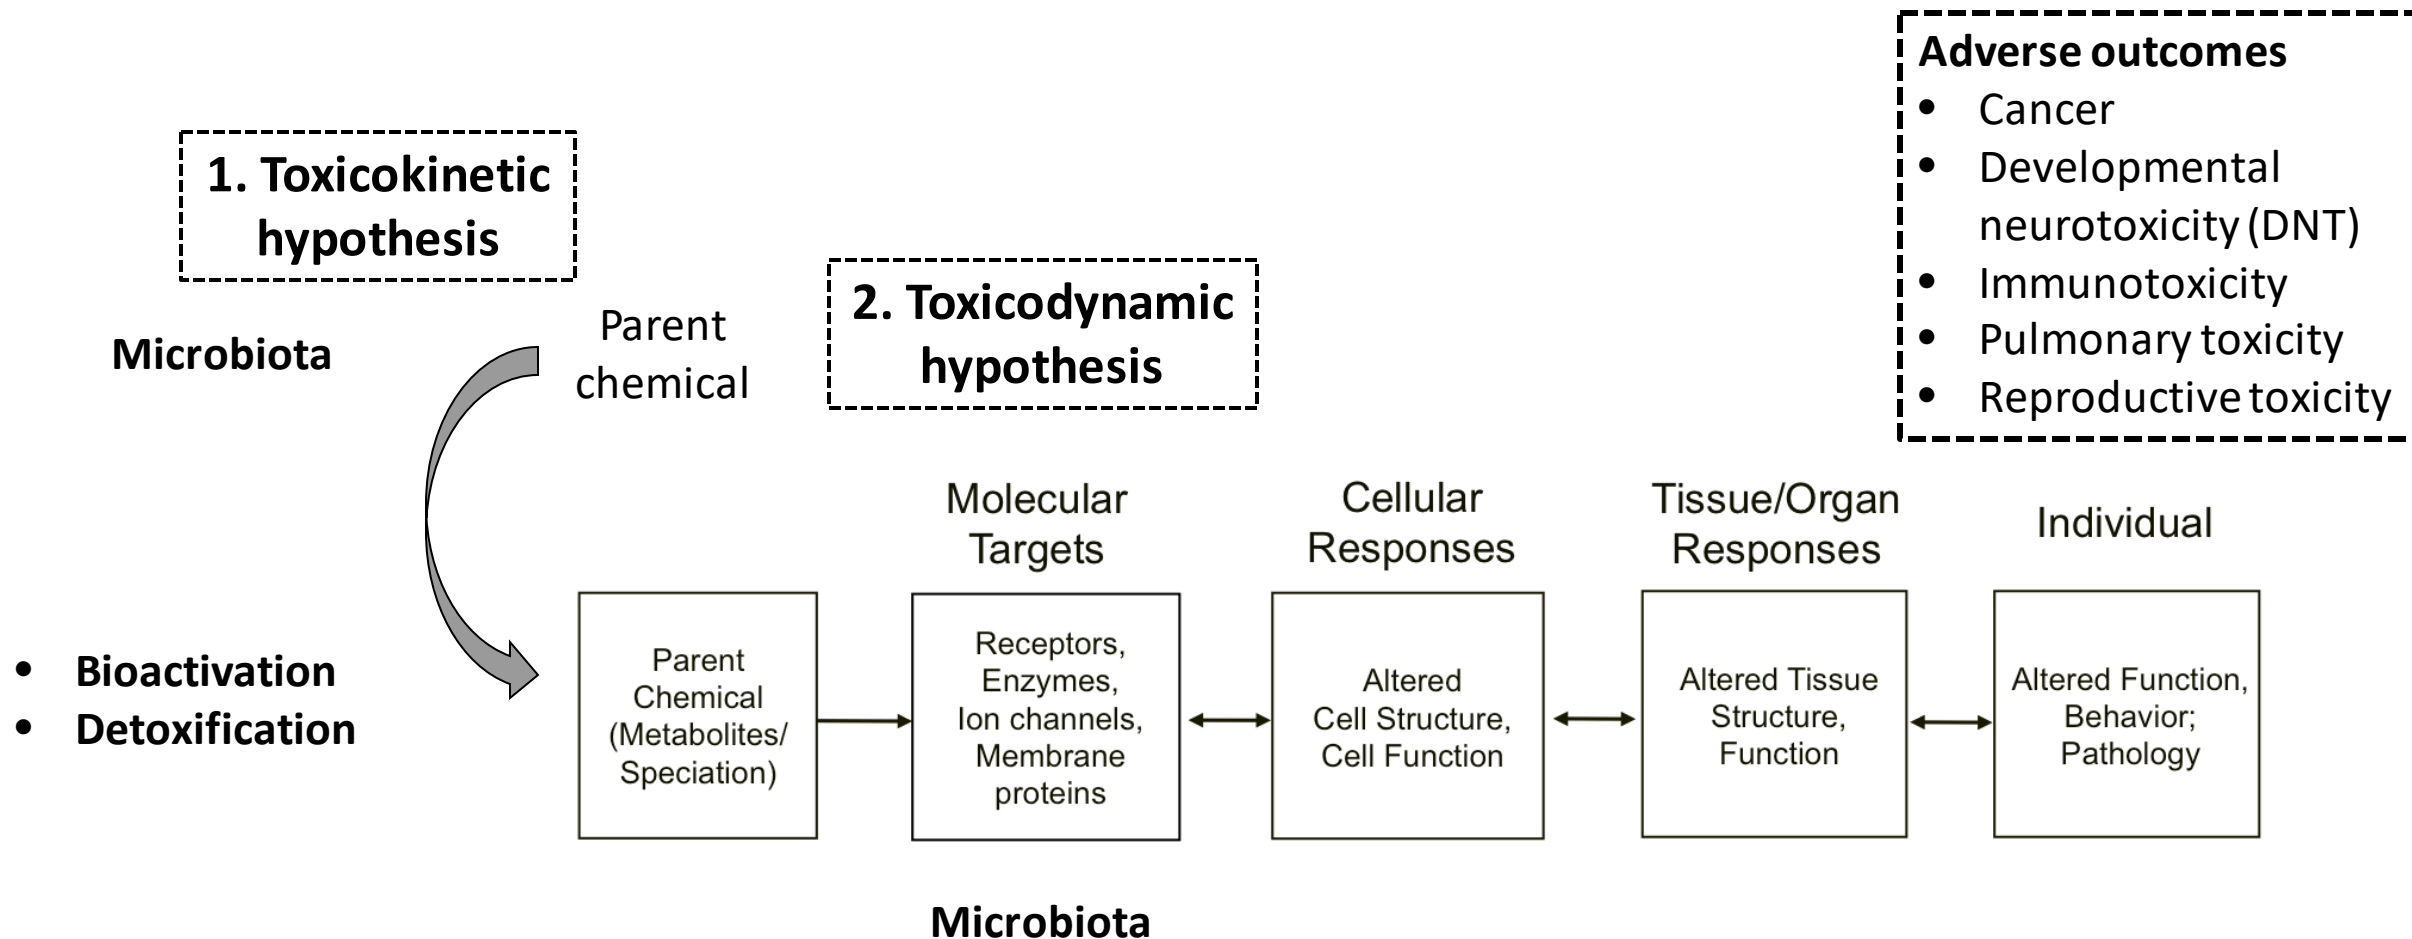 Adverse outcomes
• Cancer
• Developmental
neurotoxicity (DNT)
• Immunotoxicity
• Pulmonary toxicity
• Reproductive toxicity
1. Toxicokinetic
hypothesis
Microbiota
Parent
chemical
2. Toxicodynamic
hypothesis
• Bioactivation
• Detoxification
Parent
Chemical
(Metabolites/
Speciation)
Molecular
Targets
Receptors,
Enzymes,
Ion channels,
Membrane
proteins
Cellular
Responses
Altered
Cell Structure,
Cell Function
Tissue/Organ
Responses
Altered Tissue
Structure,
Function
Individual
Altered Function,
Behavior;
Pathology
Microbiota